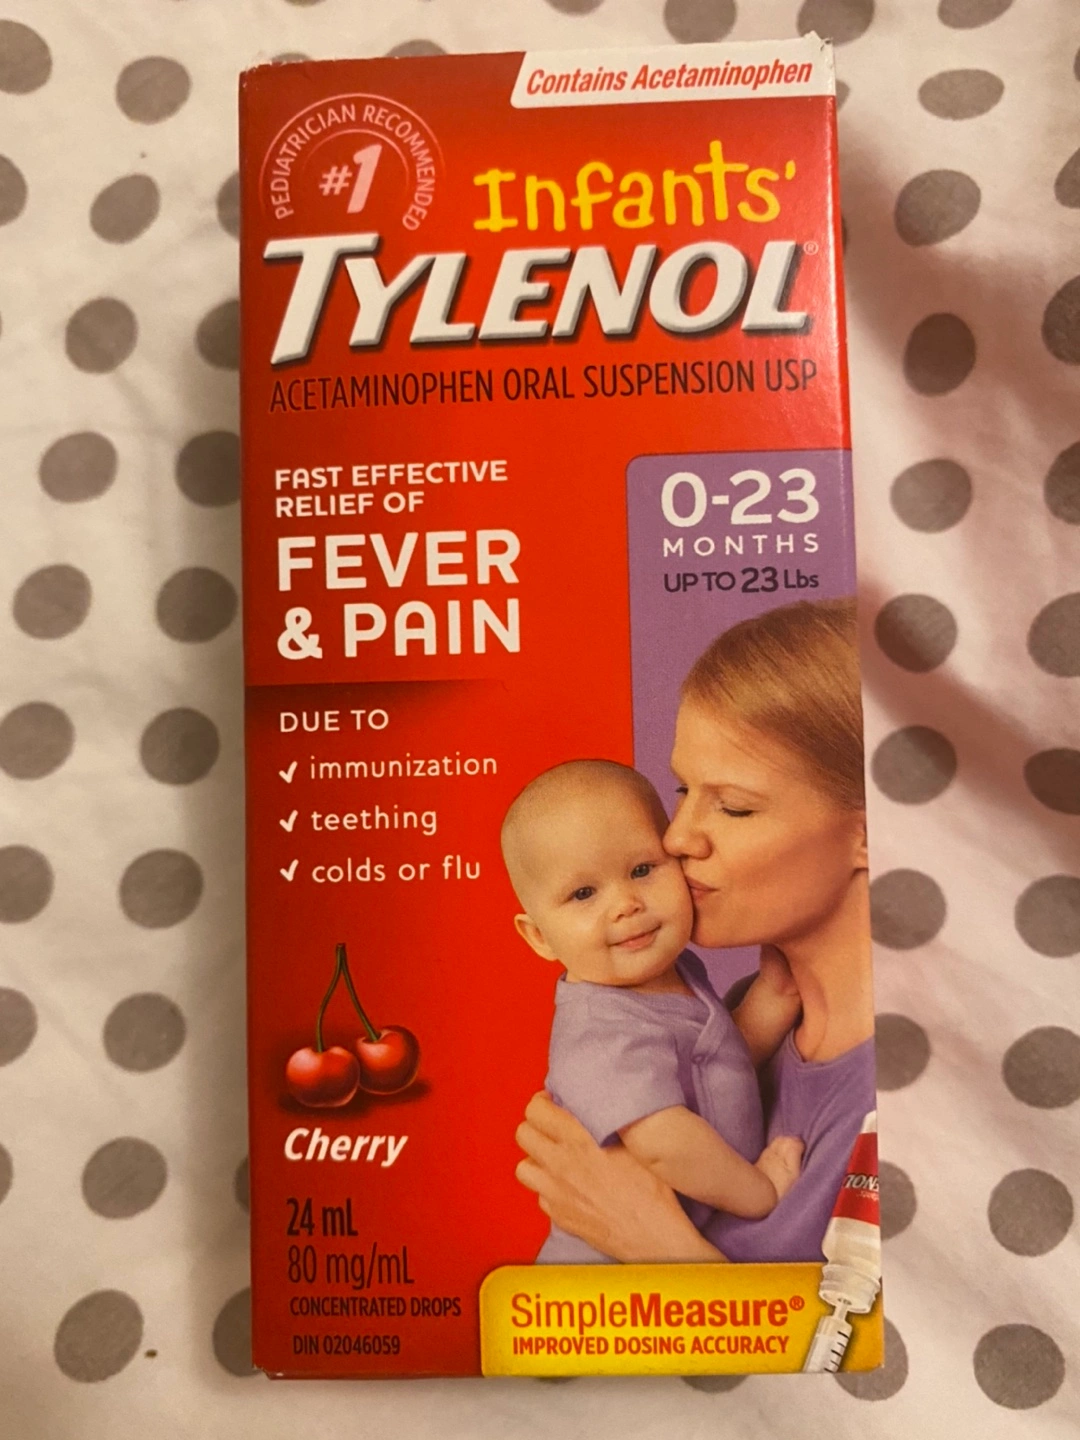 Contains Acetaminophen
PEDIATRICIAN RECOMMENDED
#1
Infants'
TYLENOL®
ACETAMINOPHEN ORAL SUSPENSION USP
FAST EFFECTIVE
RELIEF OF
FEVER
& PAIN
0-23
MONTHS
UP TO 23 Lbs
DUE TO
✓ immunization
✓ teething
✓ colds or flu
Cherry
24 mL
80 mg/mL
CONCENTRATED DROPS
DIN 02046059
SimpleMeasure®
IMPROVED DOSING ACCURACY